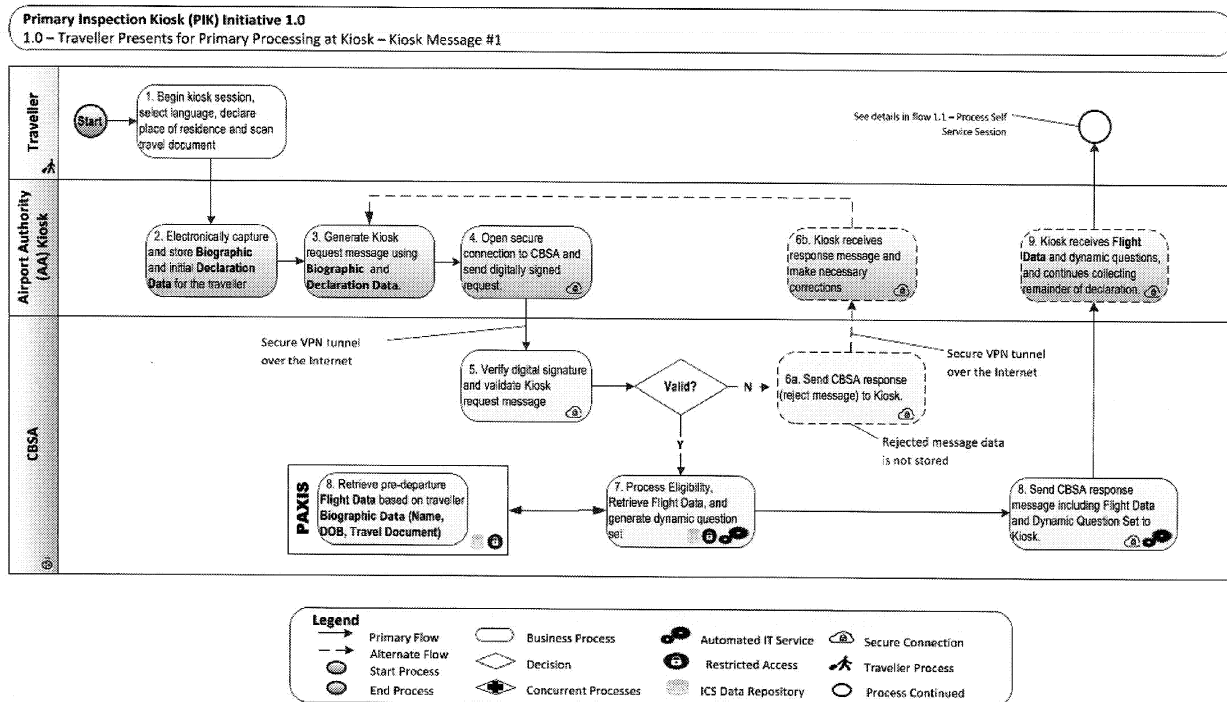 Primary Inspection Kiosk (PIK) Initiative 1.0
1.0 – Traveller Presents for Primary Processing at Kiosk – Kiosk Message #1
Traveller
Start
1. Begin kiosk session,
select language, declare
place of residence and scan
travel document
See details in flow 1.1 – Process Self
Service Session
Airport Authority
(AA) Kiosk
2. Electronically capture
and store Biographic
and initial Declaration
Data for the traveller
3. Generate Kiosk
request message using
Biographic and
Declaration Data.
4. Open secure
connection to CBSA and
send digitally signed
request.
6b. Kiosk receives
response message and
make necessary
corrections
9. Kiosk receives Flight
Data and dynamic questions,
and continues collecting
remainder of declaration.
CBSA
Secure VPN tunnel
over the Internet
5. Verify digital signature
and validate Kiosk
request message
Valid?
N
Y
6a. Send CBSA response
(reject message) to Kiosk.
Secure VPN tunnel
over the Internet
Rejected message data
is not stored
PAXIS
8. Retrieve pre-departure
Flight Data based on traveller
Biographic Data (Name,
DOB, Travel Document)
7. Process Eligibility,
Retrieve Flight Data, and
generate dynamic question
set
8. Send CBSA response
message including Flight Data
and Dynamic Question Set to
Kiosk.
Legend
Primary Flow
Alternate Flow
Start Process
End Process
Business Process
Decision
Concurrent Processes
Automated IT Service
Restricted Access
ICS Data Repository
Secure Connection
Traveller Process
Process Continued